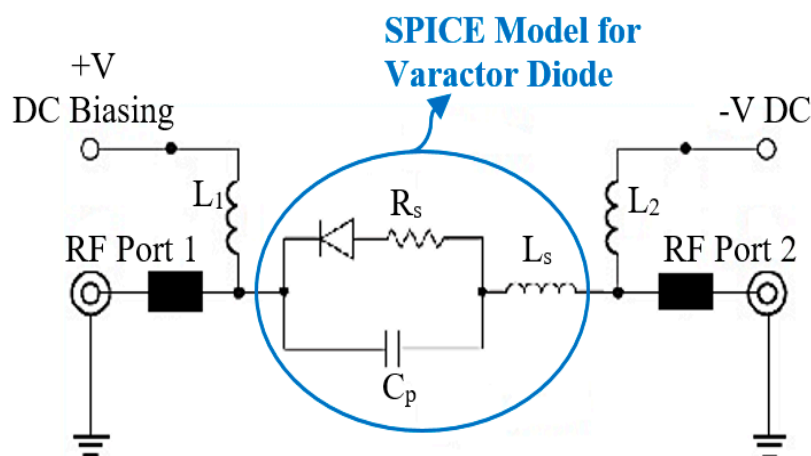 SPICE Model for
Varactor Diode
+V
DC Biasing
-V DC
L1
L2
Rs
Ls
RF Port 1
RF Port 2
Cp